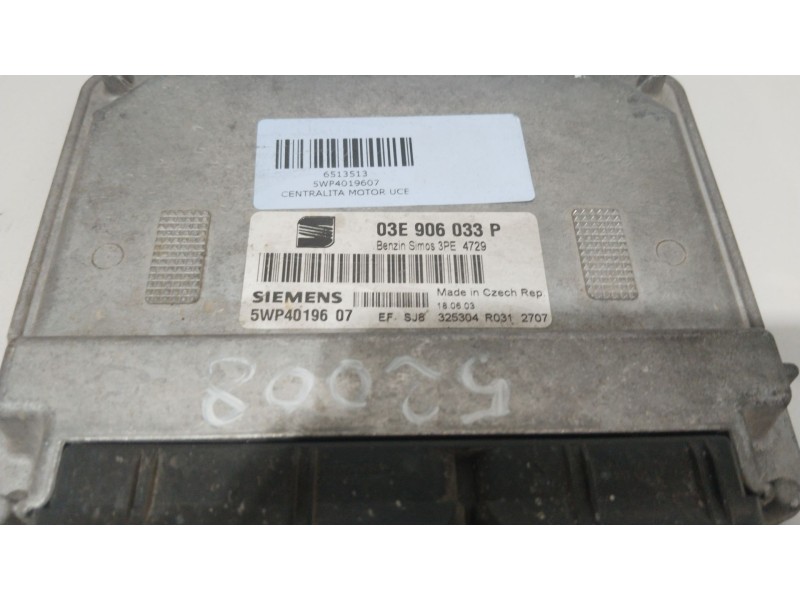 6513513
5WP4019607
CENTRALITA MOTOR UCE
03E 906 033 P
Benzin Simos 3PE 4729
SIEMENS
Made in Czech Rep
18.06.03
5WP40196 07 EF. SJ8 325304 R031 2707
52008